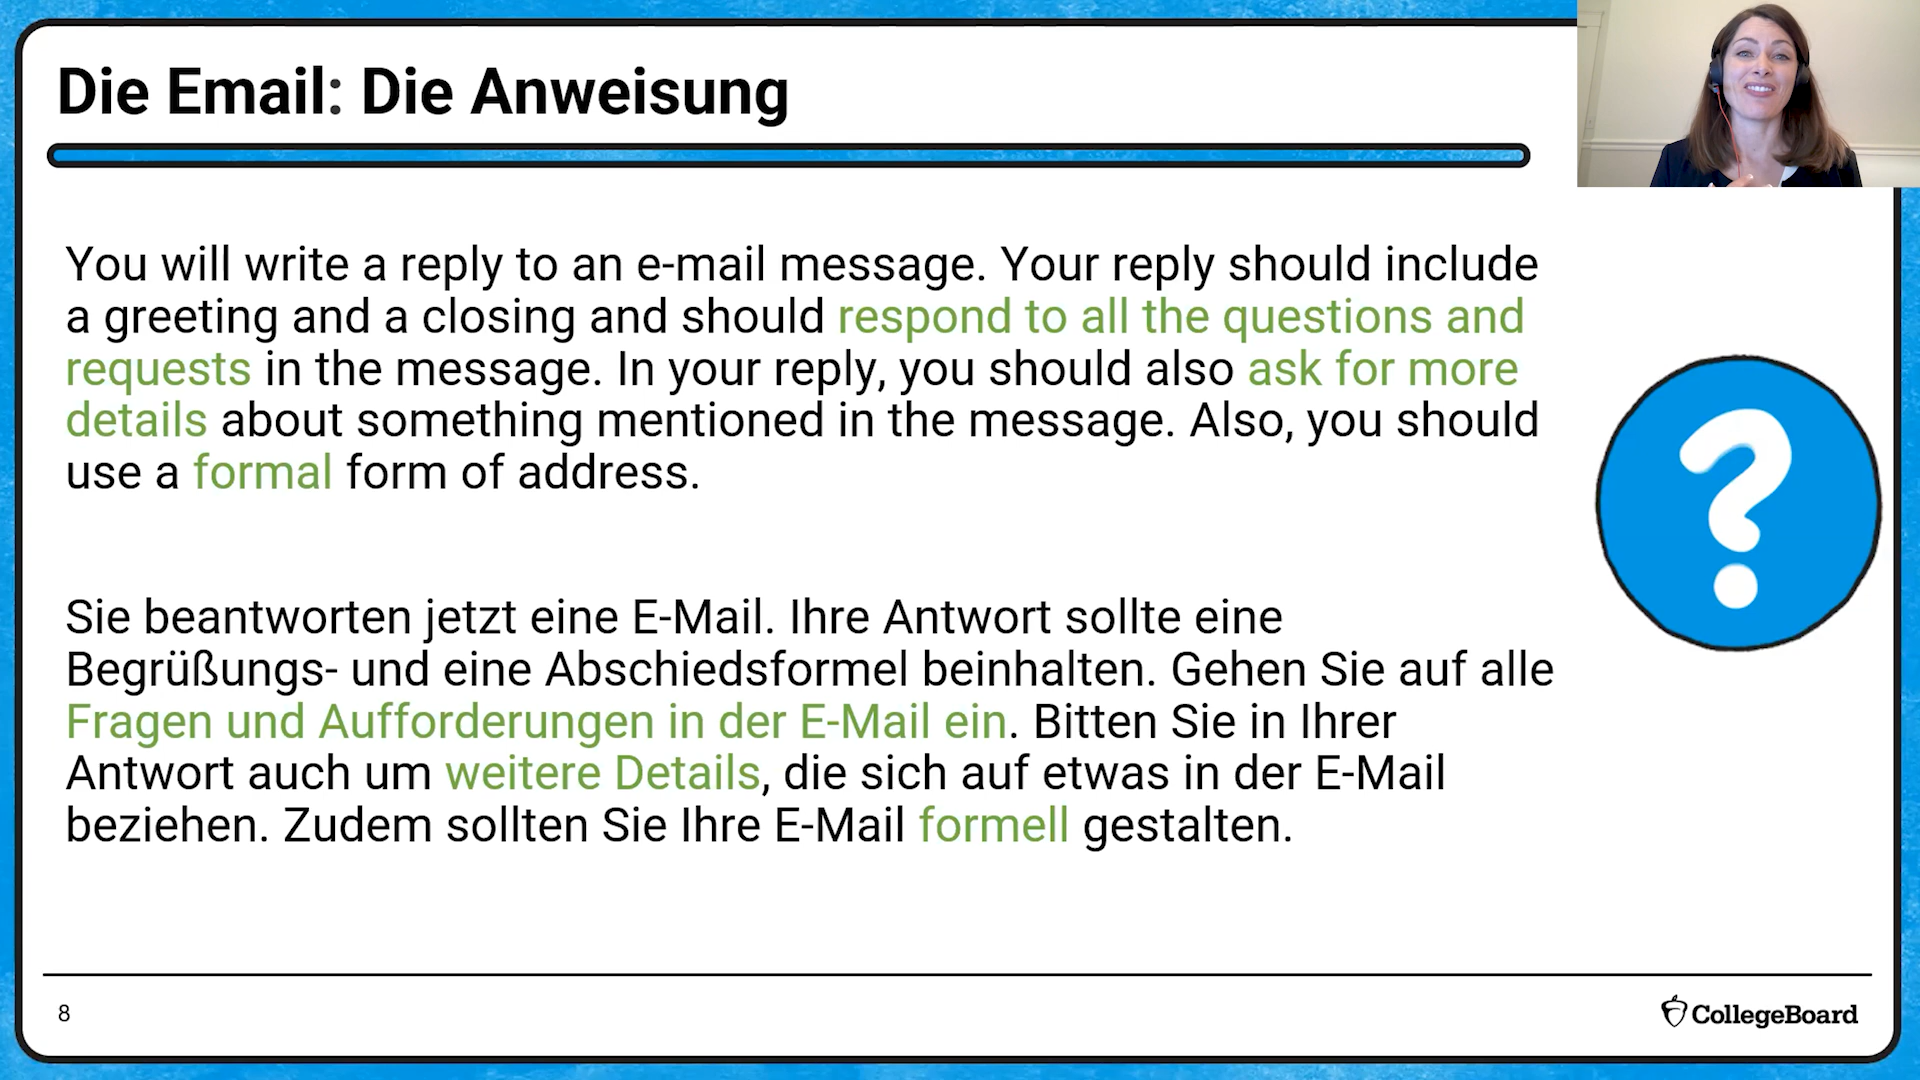 Die Email: Die Anweisung
You will write a reply to an e-mail message. Your reply should include
a greeting and a closing and should respond to all the questions and
requests in the message. In your reply, you should also ask for more
details about something mentioned in the message. Also, you should
use a formal form of address.
Sie beantworten jetzt eine E-Mail. Ihre Antwort sollte eine
Begrüßungs- und eine Abschiedsformel beinhalten. Gehen Sie auf alle
Fragen und Aufforderungen in der E-Mail ein. Bitten Sie in Ihrer
Antwort auch um weitere Details, die sich auf etwas in der E-Mail
beziehen. Zudem sollten Sie Ihre E-Mail formell gestalten.
?
8
CollegeBoard